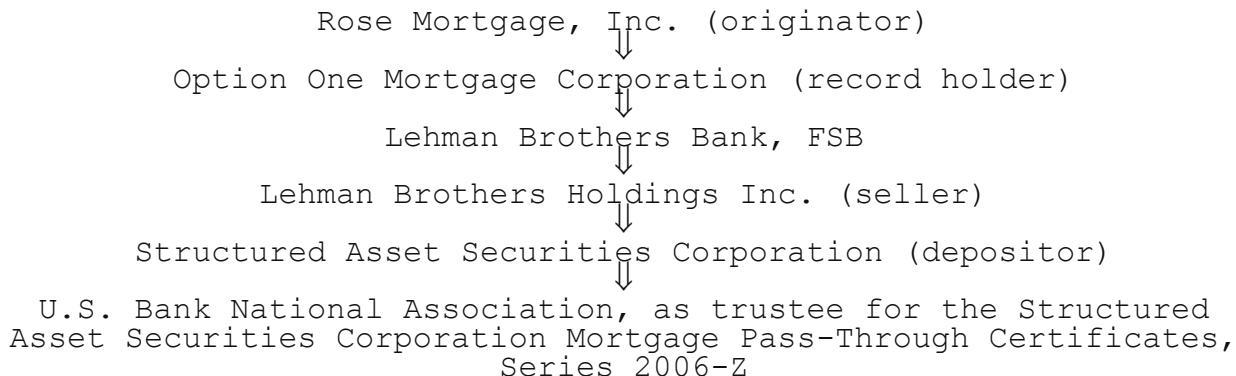 Rose Mortgage, Inc. (originator)
⇓
Option One Mortgage Corporation (record holder)
⇓
Lehman Brothers Bank, FSB
⇓
Lehman Brothers Holdings Inc. (seller)
⇓
Structured Asset Securities Corporation (depositor)
⇓
U.S. Bank National Association, as trustee for the Structured
Asset Securities Corporation Mortgage Pass-Through Certificates,
Series 2006-Z